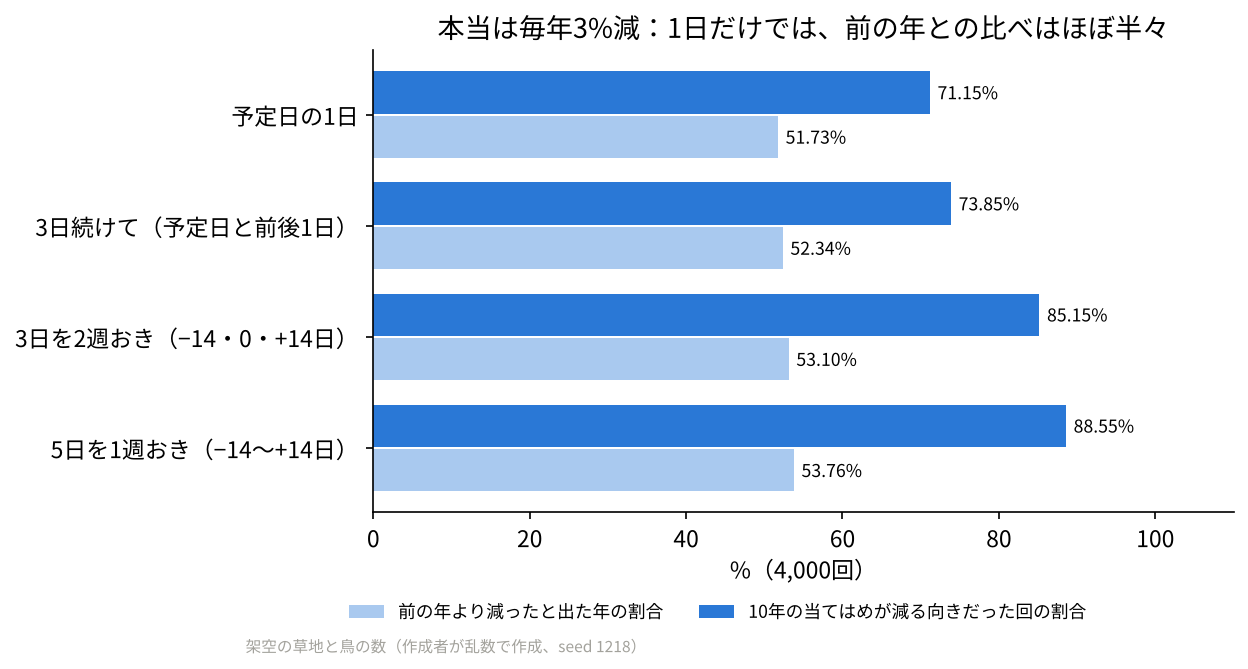 本当は毎年3%減：1日だけでは、前の年との比べはほぼ半々
予定日の1日
71.15%
51.73%
3日続けて（予定日と前後1日）
73.85%
52.34%
3日を2週おき（−14・0・+14日）
85.15%
53.10%
5日を1週おき（−14〜+14日）
88.55%
53.76%
0 20 40 60 80 100
%（4,000回）
前の年より減ったと出た年の割合 10年の当てはめが減る向きだった回の割合
架空の草地と鳥の数（作成者が乱数で作成、seed 1218）